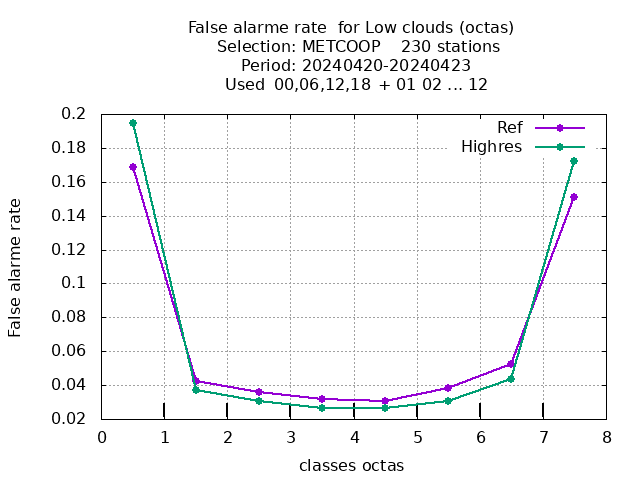 False alarme rate  for Low clouds (octas)
Selection: METCOOP    230 stations
Period: 20240420-20240423
Used  00,06,12,18 + 01 02 ... 12
Ref
Highres
0.2
0.18
0.16
0.14
0.12
0.1
0.08
0.06
0.04
0.02
False alarme rate
0 1 2 3 4 5 6 7 8
classes octas